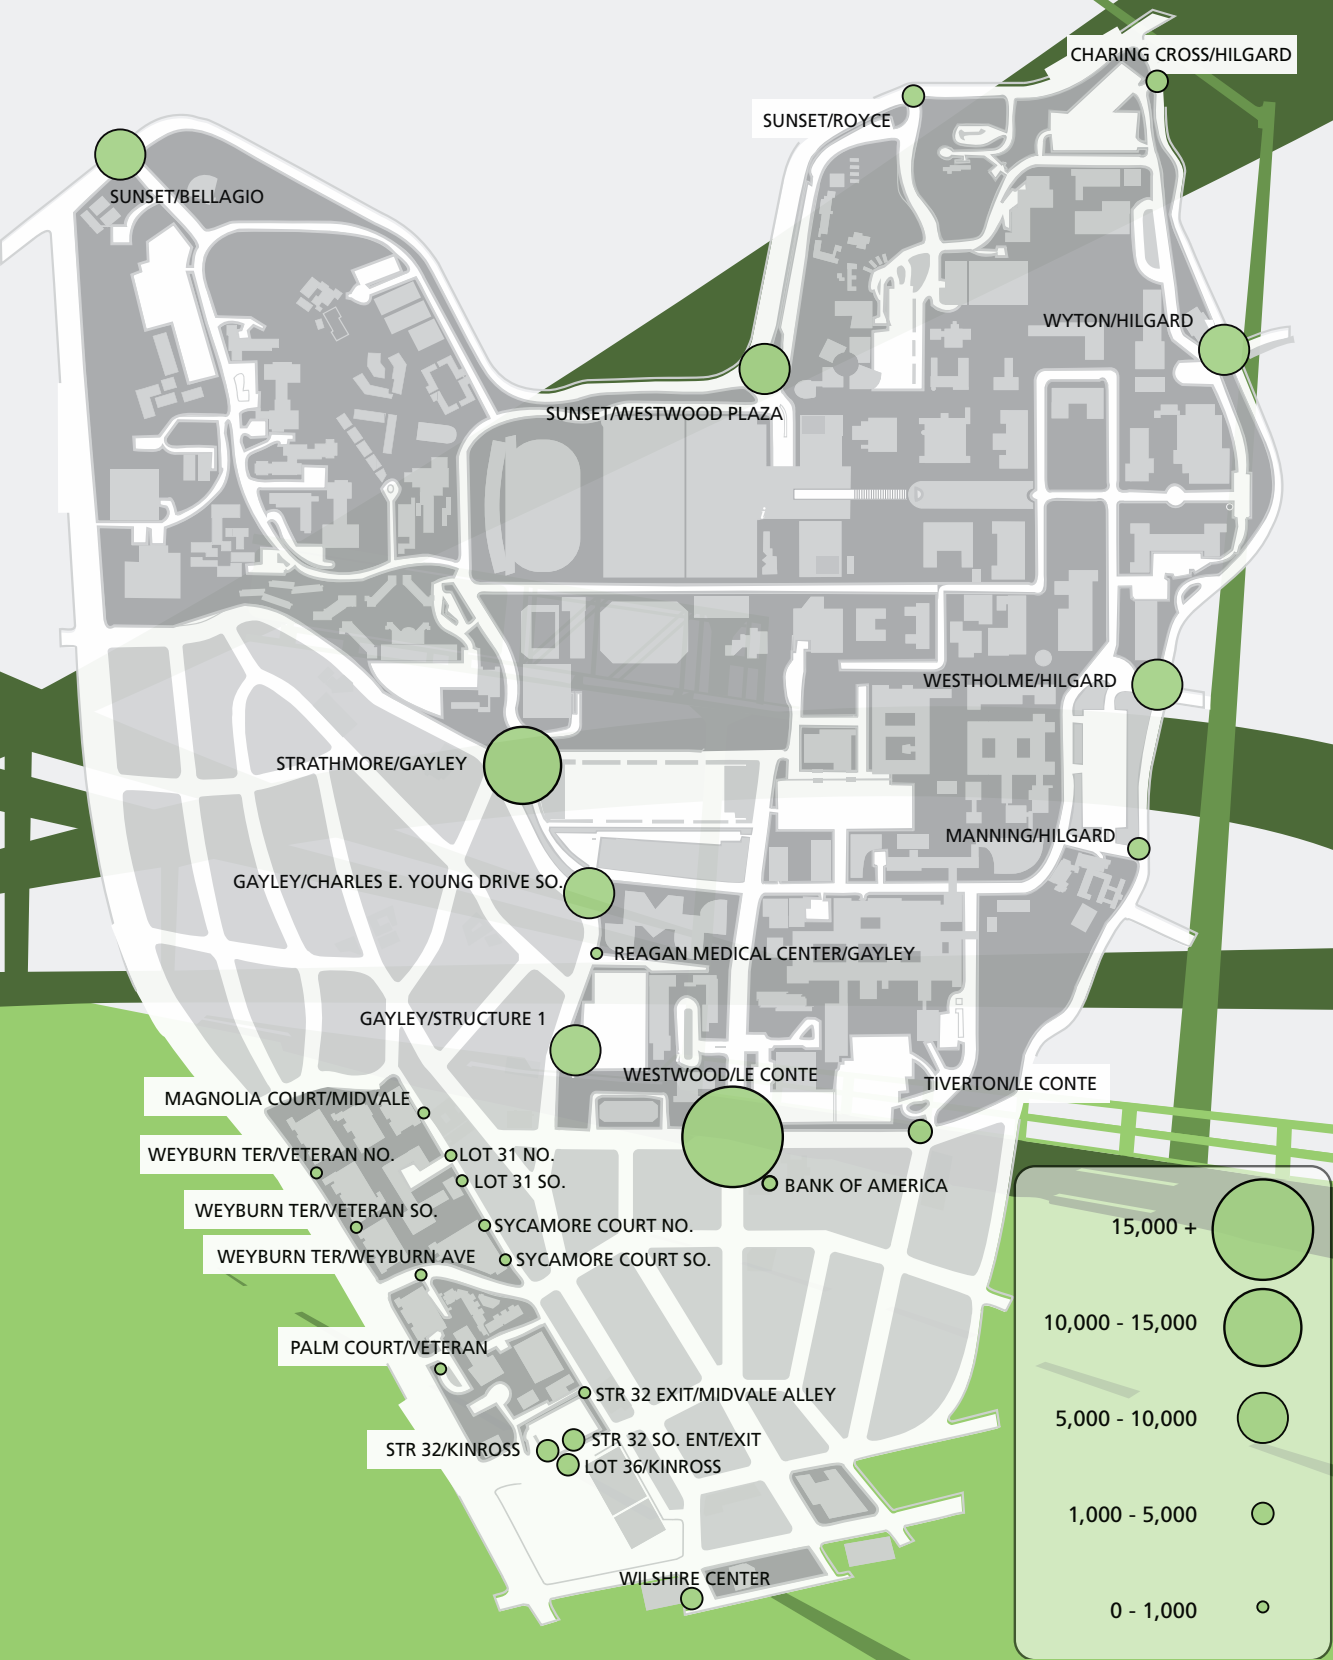 CHARING CROSS/HILGARD
SUNSET/ROYCE
SUNSET/BELLAGIO
WYTON/HILGARD
SUNSET/WESTWOOD PLAZA
WESTHOLME/HILGARD
STRATHMORE/GAYLEY
MANNING/HILGARD
GAYLEY/CHARLES E. YOUNG DRIVE SO.
REAGAN MEDICAL CENTER/GAYLEY
GAYLEY/STRUCTURE 1
WESTWOOD/LE CONTE
TIVERTON/LE CONTE
MAGNOLIA COURT/MIDVALE
WEYBURN TER/VETERAN NO.
LOT 31 NO.
LOT 31 SO.
BANK OF AMERICA
WEYBURN TER/VETERAN SO.
SYCAMORE COURT NO.
WEYBURN TER/WEYBURN AVE
SYCAMORE COURT SO.
PALM COURT/VETERAN
STR 32 EXIT/MIDVALE ALLEY
STR 32 SO. ENT/EXIT
STR 32/KINROSS
LOT 36/KINROSS
WILSHIRE CENTER
15,000 +
10,000 - 15,000
5,000 - 10,000
1,000 - 5,000
0 - 1,000